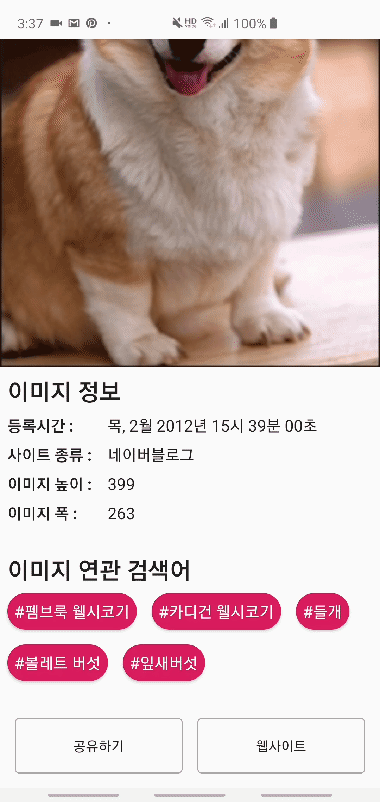 3:37 HD VOICE 100%
이미지 정보
등록시간 : 목, 2월 2012년 15시 39분 00초
사이트 종류 : 네이버블로그
이미지 높이 : 399
이미지 폭 : 263
이미지 연관 검색어
#펨브룩 웰시코기 #카디건 웰시코기 #들개
#볼레트 버섯 #잎새버섯
공유하기 웹사이트